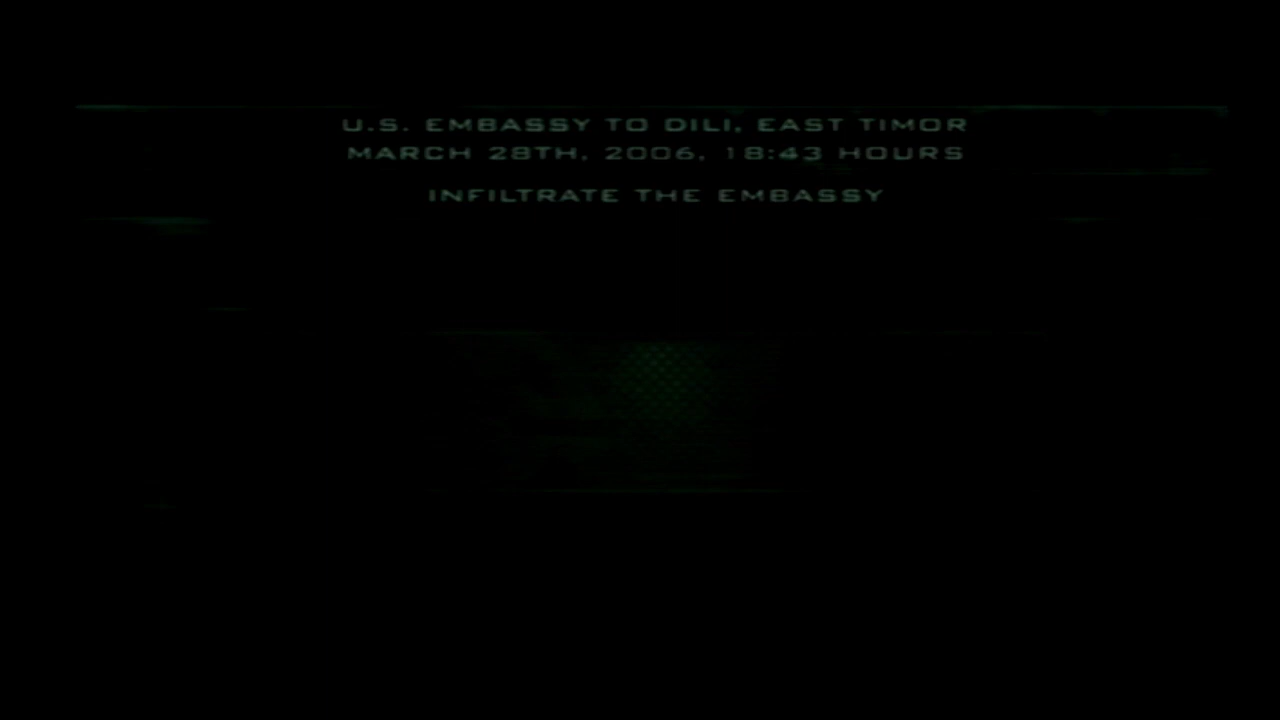 U.S. EMBASSY TO DILI, EAST TIMOR
MARCH 28TH, 2006, 18:43 HOURS
INFILTRATE THE EMBASSY